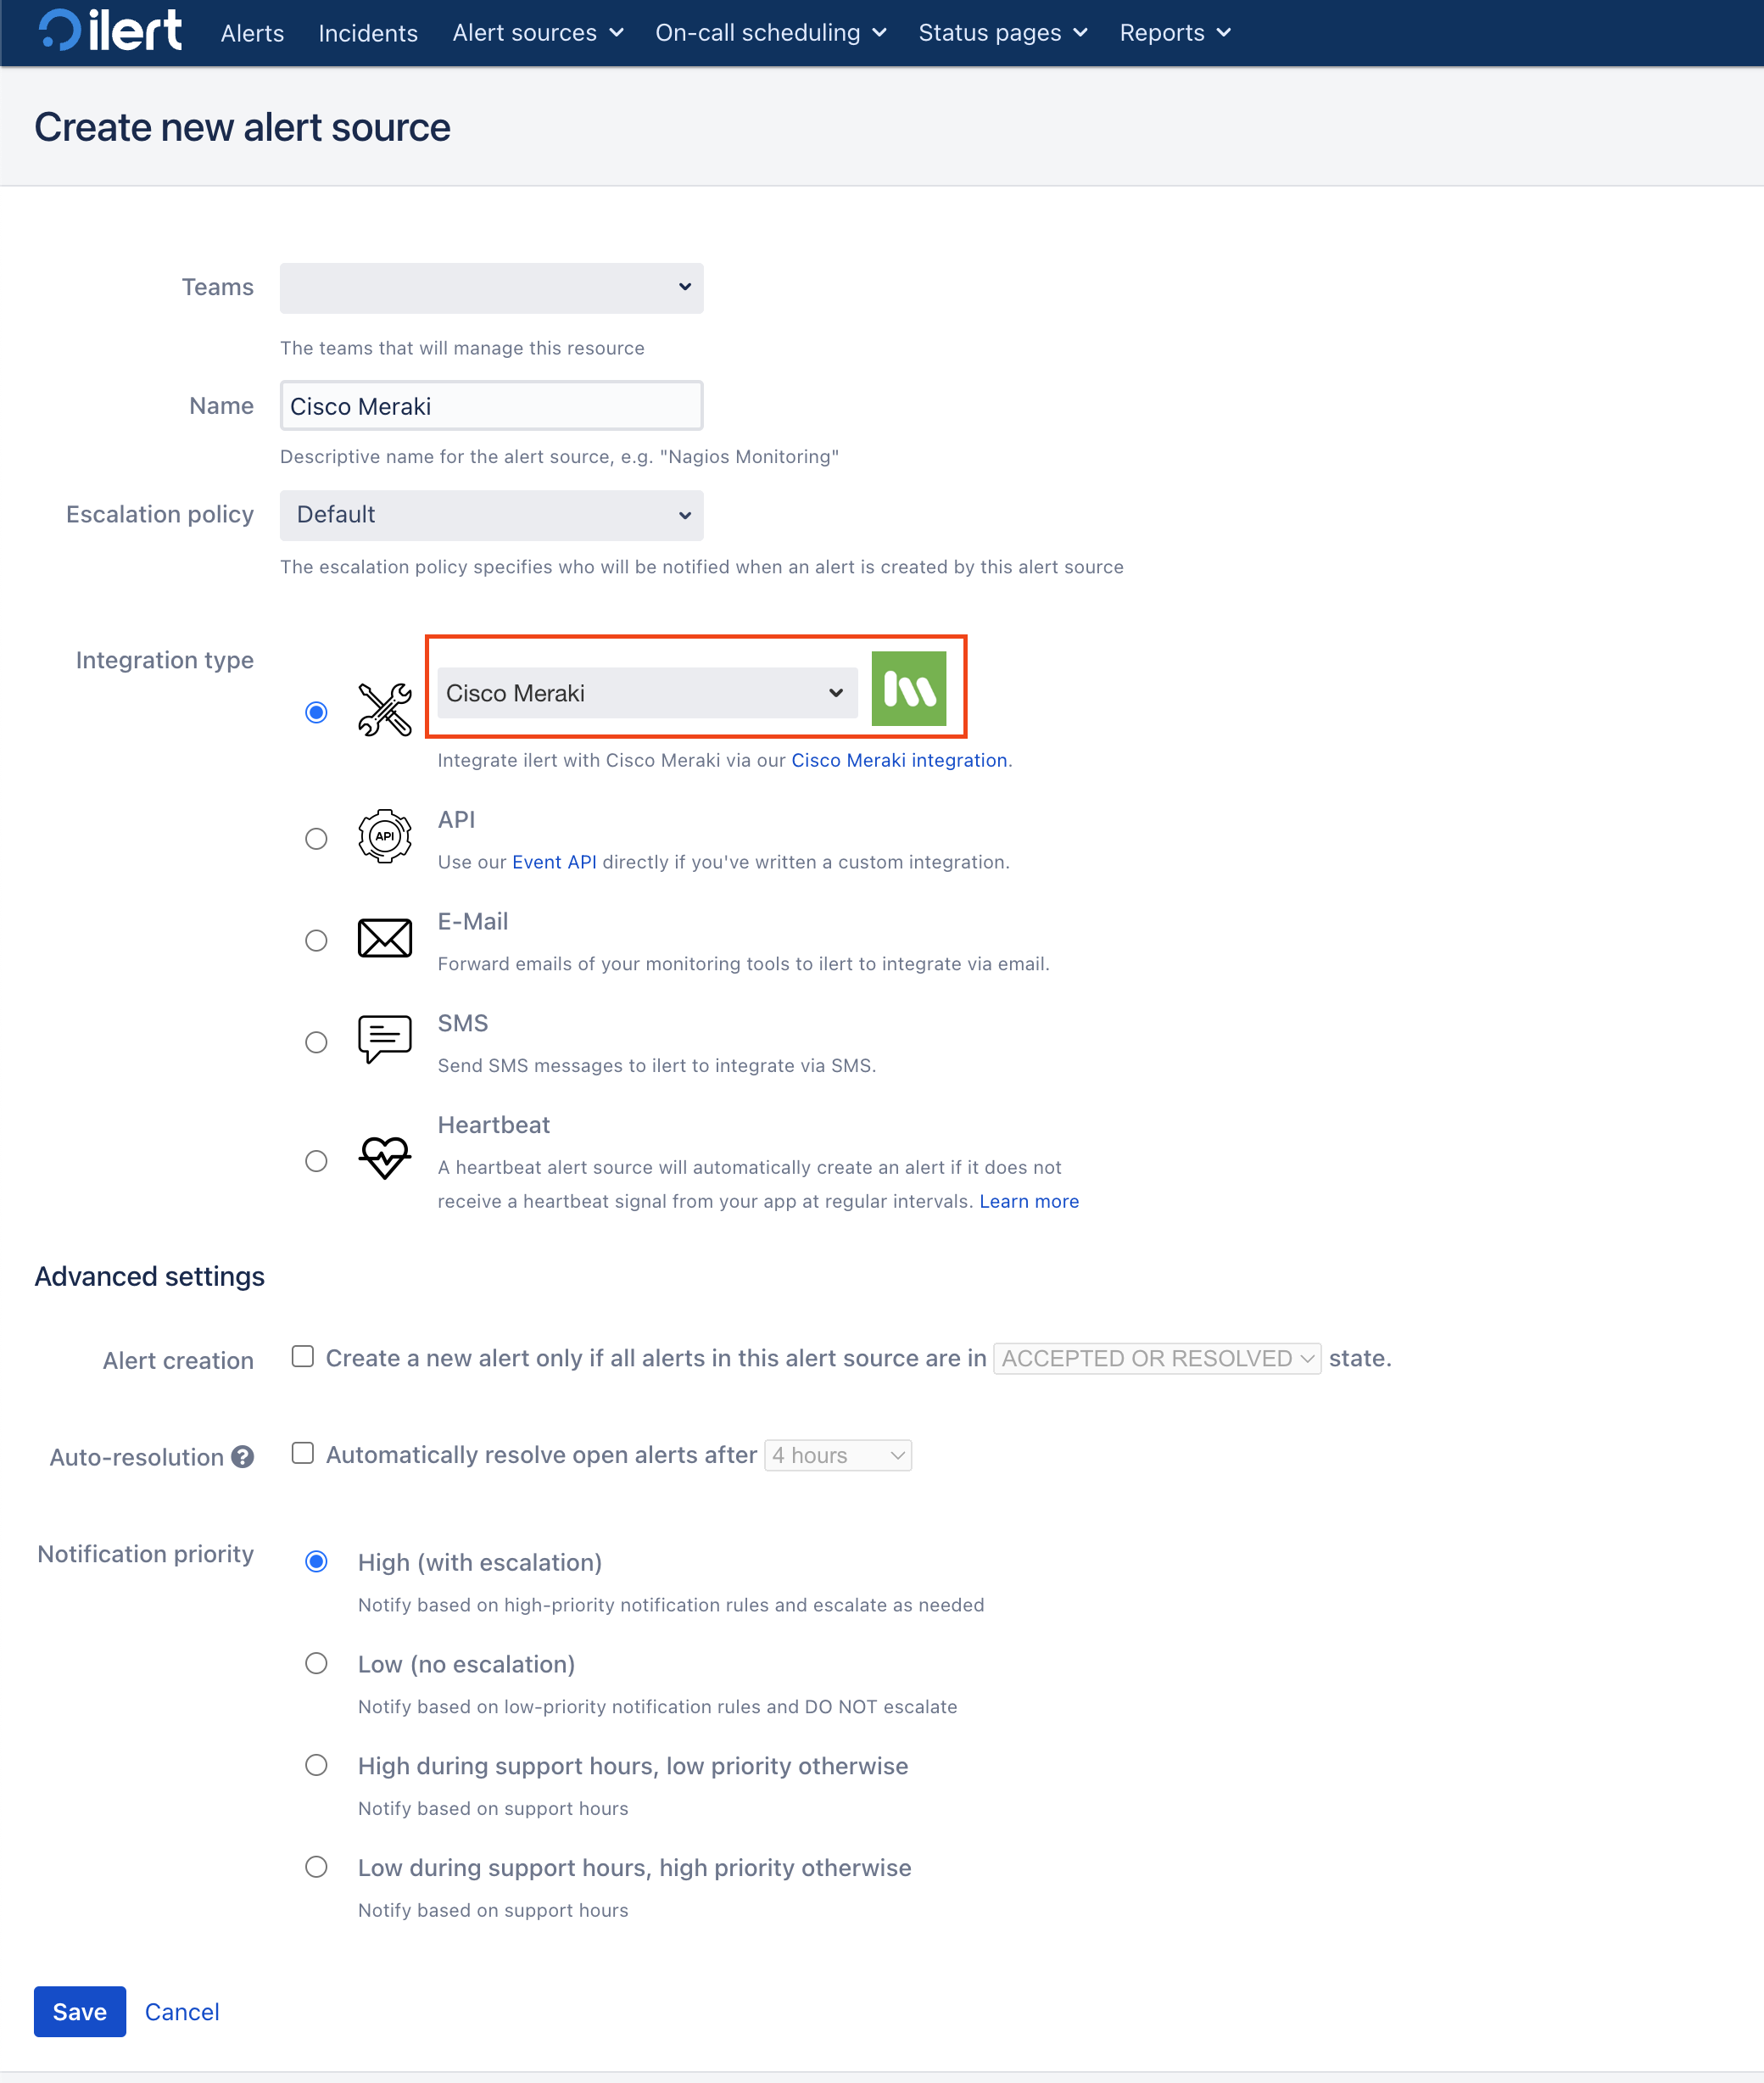 ilert Alerts Incidents Alert sources On-call scheduling Status pages Reports
Create new alert source
Teams
The teams that will manage this resource
Name Cisco Meraki
Descriptive name for the alert source, e.g. "Nagios Monitoring"
Escalation policy Default
The escalation policy specifies who will be notified when an alert is created by this alert source
Integration type
Cisco Meraki
Integrate ilert with Cisco Meraki via our Cisco Meraki integration.
API
API
Use our Event API directly if you've written a custom integration.
E-Mail
Forward emails of your monitoring tools to ilert to integrate via email.
SMS
Send SMS messages to ilert to integrate via SMS.
Heartbeat
A heartbeat alert source will automatically create an alert if it does not
receive a heartbeat signal from your app at regular intervals. Learn more
Advanced settings
Alert creation Create a new alert only if all alerts in this alert source are in ACCEPTED OR RESOLVED state.
Auto-resolution ? Automatically resolve open alerts after 4 hours
Notification priority High (with escalation)
Notify based on high-priority notification rules and escalate as needed
Low (no escalation)
Notify based on low-priority notification rules and DO NOT escalate
High during support hours, low priority otherwise
Notify based on support hours
Low during support hours, high priority otherwise
Notify based on support hours
Save Cancel